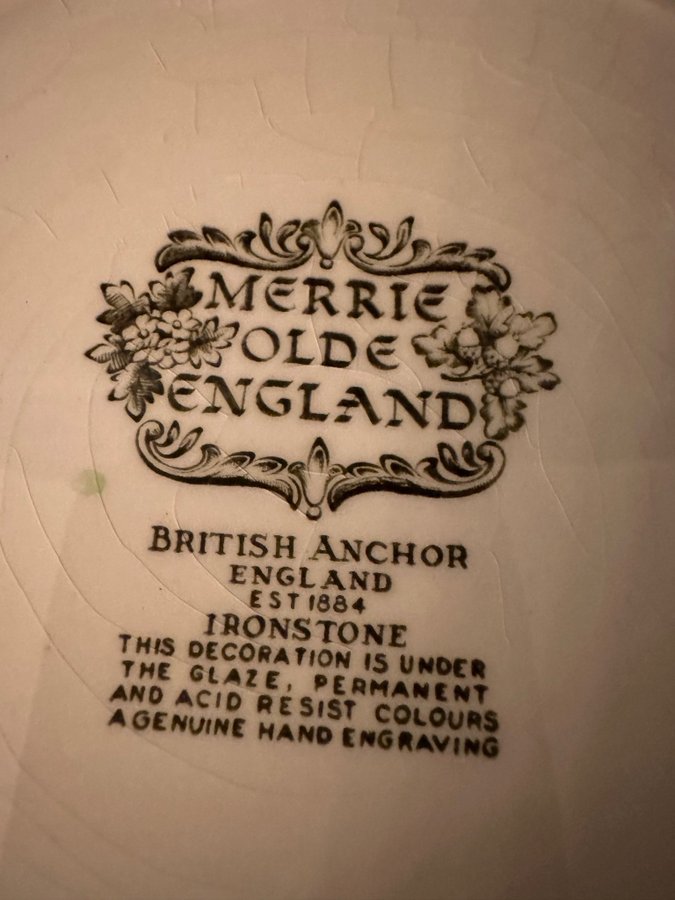 MERRIE
OLDE
ENGLAND
BRITISH ANCHOR
ENGLAND
EST 1884
IRONSTONE
THIS DECORATION IS UNDER
THE GLAZE, PERMANENT
AND ACID RESIST COLOURS
A GENUINE HAND ENGRAVING